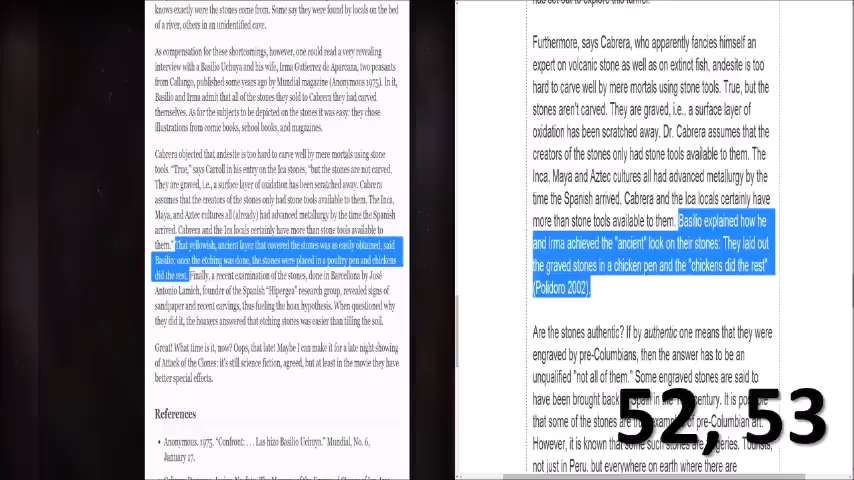 knows exactly were the stones come from. Some say they were found by locals on the bed
of a river, others in an unidentified cave.
As compensation for these shortcomings, however, one could read a very revealing
interview with a Basilio Uchuya and his wife, Irma Gutierrez de Aparcana, two peasants
from Callango, published some years ago by Mundial magazine (Anonymous 1975). In it,
Basilio and Irma admit that all of the stones they sold to Cabrera they had carved
themselves. As for the subjects to be depicted on the stones it was easy: they chose
illustrations from comic books, school books, and magazines.
Cabrera objected that andesite is too hard to carve well by mere mortals using stone
tools. "True," says Carroll in his entry on the Ica stones, "but the stones are not carved.
They are graved, i.e., a surface layer of oxidation has been scratched away. Cabrera
assumes that the creators of the stones only had stone tools available to them. The Inca,
Maya, and Aztec cultures all (already) had advanced metallurgy by the time the Spanish
arrived. Cabrera and the Ica locals certainly have more than stone tools available to
them." That yellowish, ancient layer that covered the stones was as easily obtained, said
Basilio: once the etching was done, the stones were placed in a poultry pen and chickens
did the rest. Finally, a recent examination of the stones, done in Barcellona by José
Antonio Lamich, founder of the Spanish "Hipergea" research group, revealed signs of
sandpaper and recent carvings, thus fueling the hoax hypothesis. When questioned why
they did it, the hoaxers answered that etching stones was easier than tilling the soil.
Great! What time is it, now? Oops, that late! Maybe I can make it for a late night showing
of Attack of the Clones: it's still science fiction, agreed, but at least in the movie they have
better special effects.
References
• Anonymous. 1975. "Confront: . . . Las hizo Basilio Uchuya." Mundial, No. 6,
January 17.
Furthermore, says Cabrera, who apparently fancies himself an
expert on volcanic stone as well as on extinct fish, andesite is too
hard to carve well by mere mortals using stone tools. True, but the
stones aren't carved. They are graved, i.e., a surface layer of
oxidation has been scratched away. Dr. Cabrera assumes that the
creators of the stones only had stone tools available to them. The
Inca, Maya and Aztec cultures all had advanced metallurgy by the
time the Spanish arrived. Cabrera and the Ica locals certainly have
more than stone tools available to them. Basilio explained how he
and Irma achieved the "ancient" look on their stones: They laid out
the graved stones in a chicken pen and the "chickens did the rest"
(Polidoro 2002).
Are the stones authentic? If by authentic one means that they were
engraved by pre-Columbians, then the answer has to be an
unqualified "not all of them." Some engraved stones are said to
have been brought back Spain in the century. It is
that some of the stones are of pre-Columbian art.
However, it is known such stones are Tourists,
not just in Peru, but everywhere on earth where there are
52, 53